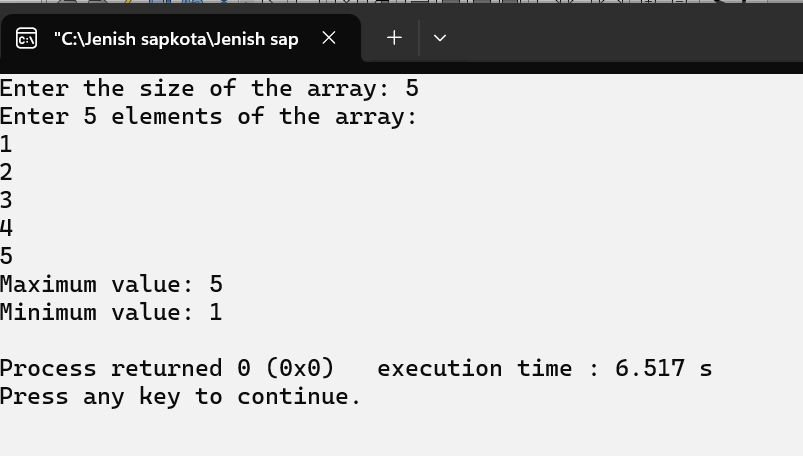 "C:\Jenish sapkota\Jenish sap
Enter the size of the array: 5
Enter 5 elements of the array:
1
2
3
4
5
Maximum value: 5
Minimum value: 1
Process returned 0 (0x0)   execution time : 6.517 s
Press any key to continue.